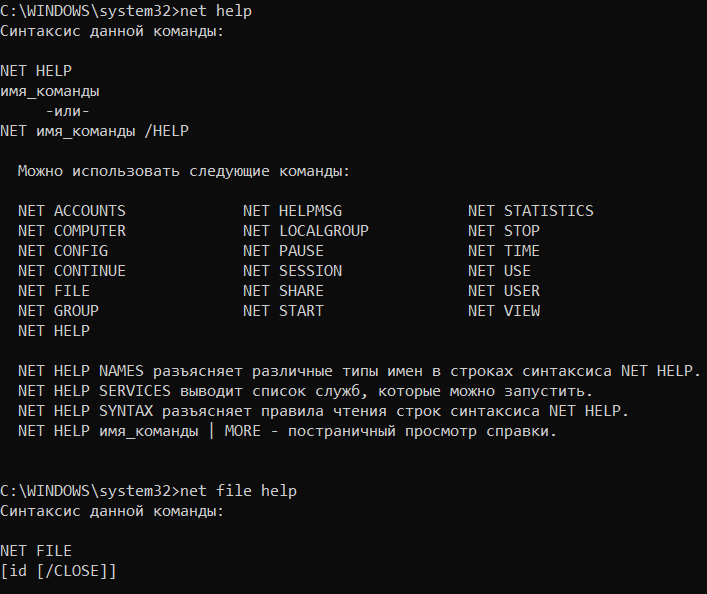 C:\WINDOWS\system32>net help
Синтаксис данной команды:
NET HELP
имя_команды
-или-
NET имя_команды /HELP
Можно использовать следующие команды:
NET ACCOUNTS NET HELPMSG NET STATISTICS
NET COMPUTER NET LOCALGROUP NET STOP
NET CONFIG NET PAUSE NET TIME
NET CONTINUE NET SESSION NET USE
NET FILE NET SHARE NET USER
NET GROUP NET START NET VIEW
NET HELP
NET HELP NAMES разъясняет различные типы имен в строках синтаксиса NET HELP.
NET HELP SERVICES выводит список служб, которые можно запустить.
NET HELP SYNTAX разъясняет правила чтения строк синтаксиса NET HELP.
NET HELP имя_команды | MORE - постраничный просмотр справки.
C:\WINDOWS\system32>net file help
Синтаксис данной команды:
NET FILE
[id [/CLOSE]]